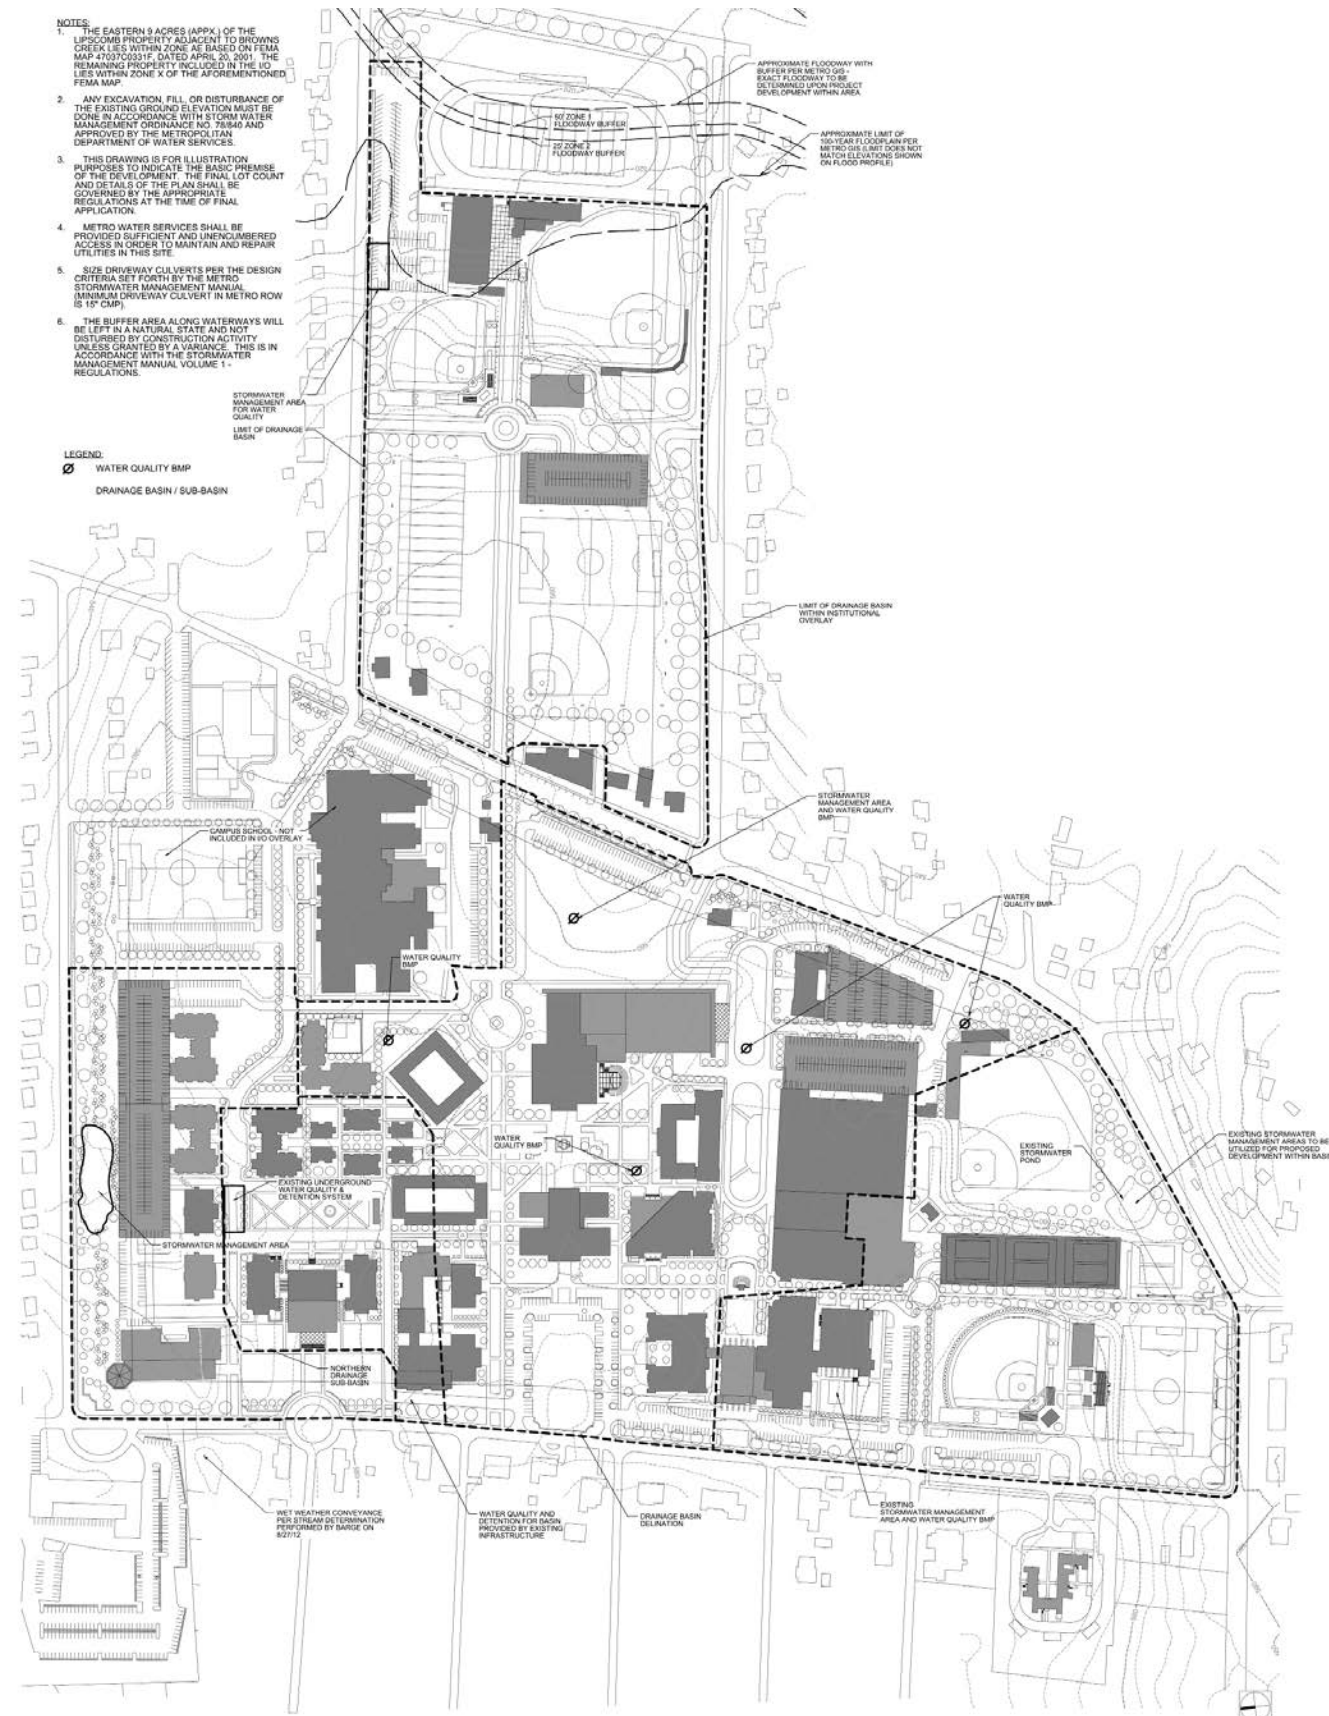 NOTES:
1. THE EASTERN 9 ACRES (APPX.) OF THE
LIPSCOMB PROPERTY ADJACENT TO BROWNS
CREEK LIES WITHIN ZONE AE BASED ON FEMA
MAP 47037C0331F, DATED APRIL 20, 2001. THE
REMAINING PROPERTY INCLUDED IN THE I/O
LIES WITHIN ZONE X OF THE AFOREMENTIONED
FEMA MAP.
2. ANY EXCAVATION, FILL, OR DISTURBANCE OF
THE EXISTING GROUND ELEVATION MUST BE
DONE IN ACCORDANCE WITH STORM WATER
MANAGEMENT ORDINANCE NO. 78/840 AND
APPROVED BY THE METROPOLITAN
DEPARTMENT OF WATER SERVICES.
3. THIS DRAWING IS FOR ILLUSTRATION
PURPOSES TO INDICATE THE BASIC PREMISE
OF THE DEVELOPMENT. THE FINAL LOT COUNT
AND DETAILS OF THE PLAN SHALL BE
GOVERNED BY THE APPROPRIATE
REGULATIONS AT THE TIME OF FINAL
APPLICATION.
4. METRO WATER SERVICES SHALL BE
PROVIDED SUFFICIENT AND UNENCUMBERED
ACCESS IN ORDER TO MAINTAIN AND REPAIR
UTILITIES IN THIS SITE.
5. SIZE DRIVEWAY CULVERTS PER THE DESIGN
CRITERIA SET FORTH BY THE METRO
STORMWATER MANAGEMENT MANUAL
(MINIMUM DRIVEWAY CULVERT IN METRO ROW
IS 15" CMP).
6. THE BUFFER AREA ALONG WATERWAYS WILL
BE LEFT IN A NATURAL STATE AND NOT
DISTURBED BY CONSTRUCTION ACTIVITY
UNLESS GRANTED BY A VARIANCE. THIS IS IN
ACCORDANCE WITH THE STORMWATER
MANAGEMENT MANUAL VOLUME 1 -
REGULATIONS.
APPROXIMATE FLOODWAY WITH
BUFFER PER METRO GIS -
EXACT FLOODWAY TO BE
DETERMINED UPON PROJECT
DEVELOPMENT WITHIN AREA
50' ZONE 1
FLOODWAY BUFFER
25' ZONE 2
FLOODWAY BUFFER
APPROXIMATE LIMIT OF
100-YEAR FLOODPLAIN PER
METRO GIS (LIMIT DOES NOT
MATCH ELEVATIONS SHOWN
ON FLOOD PROFILE)
STORMWATER
MANAGEMENT AREA
FOR WATER
QUALITY
LIMIT OF DRAINAGE
BASIN
LEGEND:
WATER QUALITY BMP
DRAINAGE BASIN / SUB-BASIN
LIMIT OF DRAINAGE BASIN
WITHIN INSTITUTIONAL
OVERLAY
STORMWATER
MANAGEMENT AREA
AND WATER QUALITY
BMP
CAMPUS SCHOOL - NOT
INCLUDED IN I/O OVERLAY
WATER
QUALITY BMP
WATER QUALITY
BMP
WATER
QUALITY BMP
EXISTING
STORMWATER
POND
EXISTING STORMWATER
MANAGEMENT AREAS TO BE
UTILIZED FOR PROPOSED
DEVELOPMENT WITHIN BASI
EXISTING UNDERGROUND
WATER QUALITY &
DETENTION SYSTEM
STORMWATER MANAGEMENT AREA
NORTHERN
DRAINAGE
SUB-BASIN
WET WEATHER CONVEYANCE
PER STREAM DETERMINATION
PERFORMED BY BARGE ON
8/27/12
WATER QUALITY AND
DETENTION FOR BASIN
PROVIDED BY EXISTING
INFRASTRUCTURE
DRAINAGE BASIN
DELINATION
EXISTING
STORMWATER MANAGEMENT
AREA AND WATER QUALITY BMP